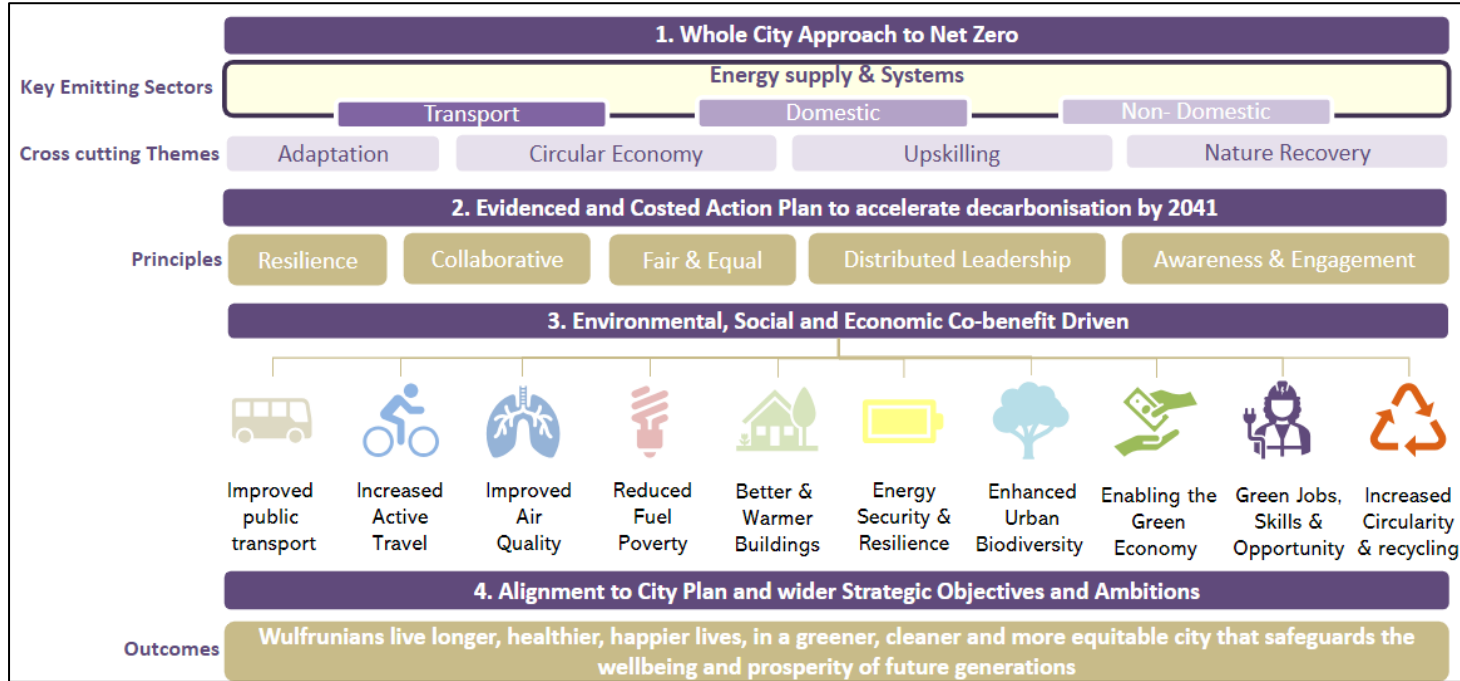 1. Whole City Approach to Net Zero
Key Emitting Sectors
Energy supply & Systems
Transport
Domestic
Non- Domestic
Cross cutting Themes
Adaptation
Circular Economy
Upskilling
Nature Recovery
2. Evidenced and Costed Action Plan to accelerate decarbonisation by 2041
Principles
Resilience
Collaborative
Fair & Equal
Distributed Leadership
Awareness & Engagement
3. Environmental, Social and Economic Co-benefit Driven
Improved
public
transport
Increased
Active
Travel
Improved
Air
Quality
Reduced
Fuel
Poverty
Better &
Warmer
Buildings
Energy
Security &
Resilience
Enhanced
Urban
Biodiversity
Enabling the
Green
Economy
Green Jobs,
Skills &
Opportunity
Increased
Circularity
& recycling
4. Alignment to City Plan and wider Strategic Objectives and Ambitions
Outcomes
Wulfrunians live longer, healthier, happier lives, in a greener, cleaner and more equitable city that safeguards the
wellbeing and prosperity of future generations